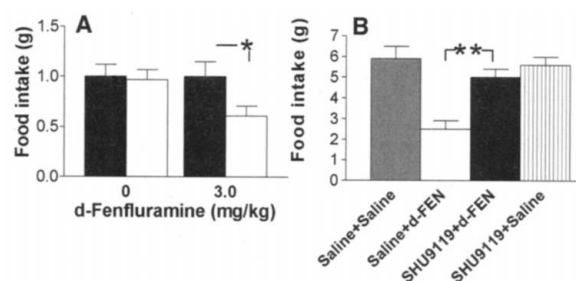 A
Food intake (g)
1.5
1.0
0.5
0.0
*
0
3.0
d-Fenfluramine (mg/kg)
B
Food intake (g)
7
6
5
4
3
2
1
0
**
Saline+Saline
Saline+d-FEN
SHU9119+d-FEN
SHU9119+Saline